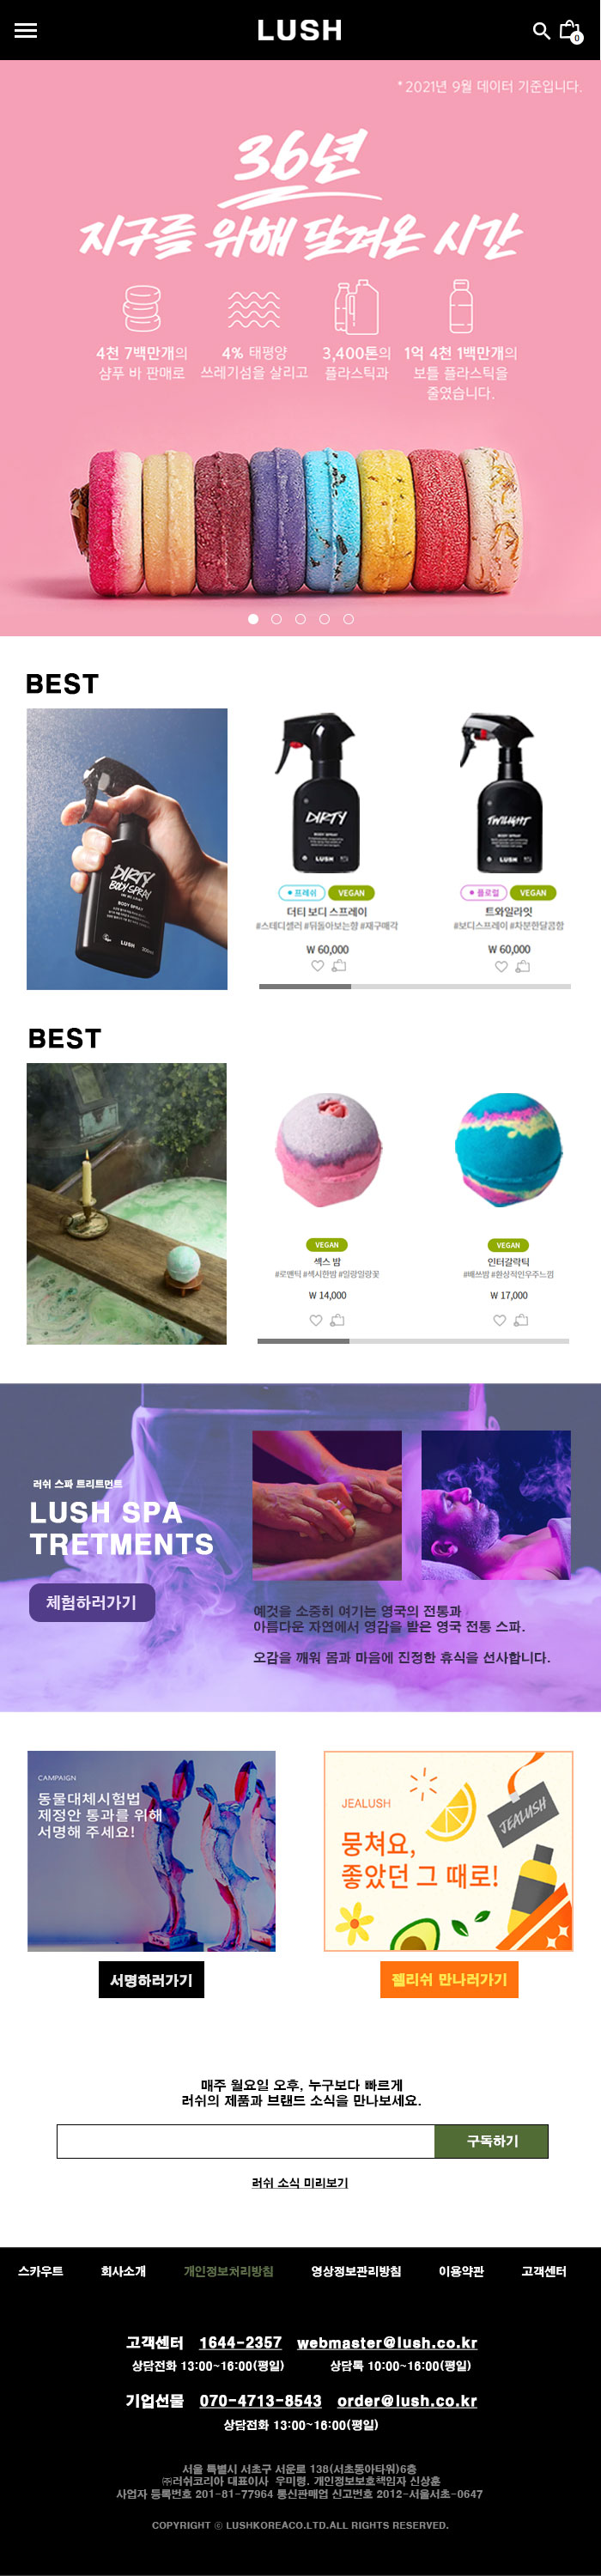 LUSH
0
* 2021년 9월 데이터 기준입니다.
36년
지구를 위해 달려온 시간
4천 7백만개의
샴푸 바 판매로
4% 태평양
쓰레기섬을 살리고
3,400톤의
플라스틱과
1억 4천 1백만개의
보틀 플라스틱을
줄였습니다.
BEST
DIRTY
BODY SPRAY
LUSH
DIRTY
BODY SPRAY
LUSH
TWILIGHT
BODY SPRAY
LUSH
프레쉬
VEGAN
더티 보디 스프레이
#스테디셀러 #뒤돌아보는향 #재구매각
₩ 60,000
플로럴
VEGAN
트와일라잇
#보디스프레이 #차분한달콤함
₩ 60,000
BEST
VEGAN
섹스 밤
#로맨틱 #섹시한밤 #일랑일랑꽃
₩ 14,000
VEGAN
인터갈락틱
#배쓰밤 #환상적인우주느낌
₩ 17,000
러쉬 스파 트리트먼트
LUSH SPA
TRETMENTS
체험하러가기
예것을 소중히 여기는 영국의 전통과
아름다운 자연에서 영감을 받은 영국 전통 스파.
오감을 깨워 몸과 마음에 진정한 휴식을 선사합니다.
CAMPAIGN
동물대체시험법
제정안 통과를 위해
서명해 주세요!
서명하러가기
JEALUSH
JEALUSH
뭉쳐요,
좋았던 그 때로!
젤리쉬 만나러가기
매주 월요일 오후, 누구보다 빠르게
러쉬의 제품과 브랜드 소식을 만나보세요.
구독하기
러쉬 소식 미리보기
스카우트 회사소개 개인정보처리방침 영상정보관리방침 이용약관 고객센터
고객센터 1644-2357 webmaster@lush.co.kr
상담전화 13:00~16:00(평일) 상담톡 10:00~16:00(평일)
기업선물 070-4713-8543 order@lush.co.kr
상담전화 13:00~16:00(평일)
서울 특별시 서초구 서운로 138(서초동아타워)6층
㈜러쉬코리아 대표이사 우미령. 개인정보보호책임자 신상훈
사업자 등록번호 201-81-77964 통신판매업 신고번호 2012-서울서초-0647
COPYRIGHT ⓒ LUSHKOREACO.LTD.ALL RIGHTS RESERVED.